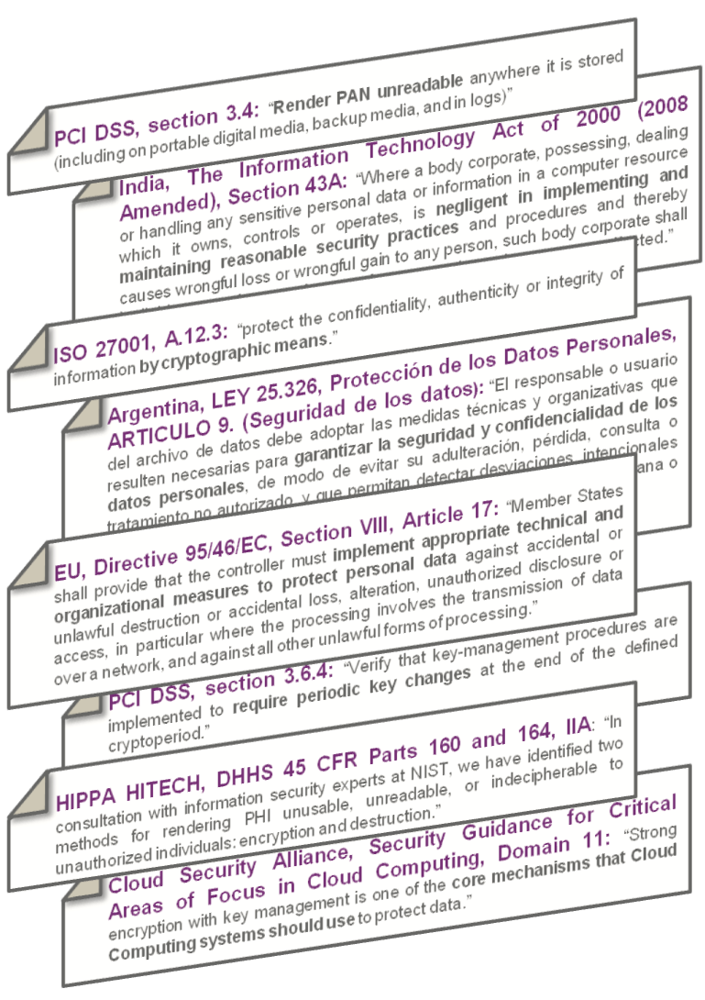 PCI DSS, section 3.4: “Render PAN unreadable anywhere it is stored
(including on portable digital media, backup media, and in logs)”
India, The Information Technology Act of 2000 (2008
Amended), Section 43A: “Where a body corporate, possessing, dealing
or handling any sensitive personal data or information in a computer resource
which it owns, controls or operates, is negligent in implementing and
maintaining reasonable security practices and procedures and thereby
causes wrongful loss or wrongful gain to any person, such body corporate shall
ISO 27001, A.12.3: “protect the confidentiality, authenticity or integrity of
information by cryptographic means.”
Argentina, LEY 25.326, Protección de los Datos Personales,
ARTICULO 9. (Seguridad de los datos): “El responsable o usuario
del archivo de datos debe adoptar las medidas técnicas y organizativas que
resulten necesarias para garantizar la seguridad y confidencialidad de los
datos personales, de modo de evitar su adulteración, pérdida, consulta o
tratamiento no autorizado, y que permitan detectar desviaciones, intencionales
EU, Directive 95/46/EC, Section VIII, Article 17: “Member States
shall provide that the controller must implement appropriate technical and
organizational measures to protect personal data against accidental or
unlawful destruction or accidental loss, alteration, unauthorized disclosure or
access, in particular where the processing involves the transmission of data
over a network, and against all other unlawful forms of processing.”
PCI DSS, section 3.6.4: “Verify that key-management procedures are
implemented to require periodic key changes at the end of the defined
cryptoperiod.”
HIPPA HITECH, DHHS 45 CFR Parts 160 and 164, IIA: “In
consultation with information security experts at NIST, we have identified two
methods for rendering PHI unusable, unreadable, or indecipherable to
unauthorized individuals: encryption and destruction.”
Cloud Security Alliance, Security Guidance for Critical
Areas of Focus in Cloud Computing, Domain 11: “Strong
encryption with key management is one of the core mechanisms that Cloud
Computing systems should use to protect data.”